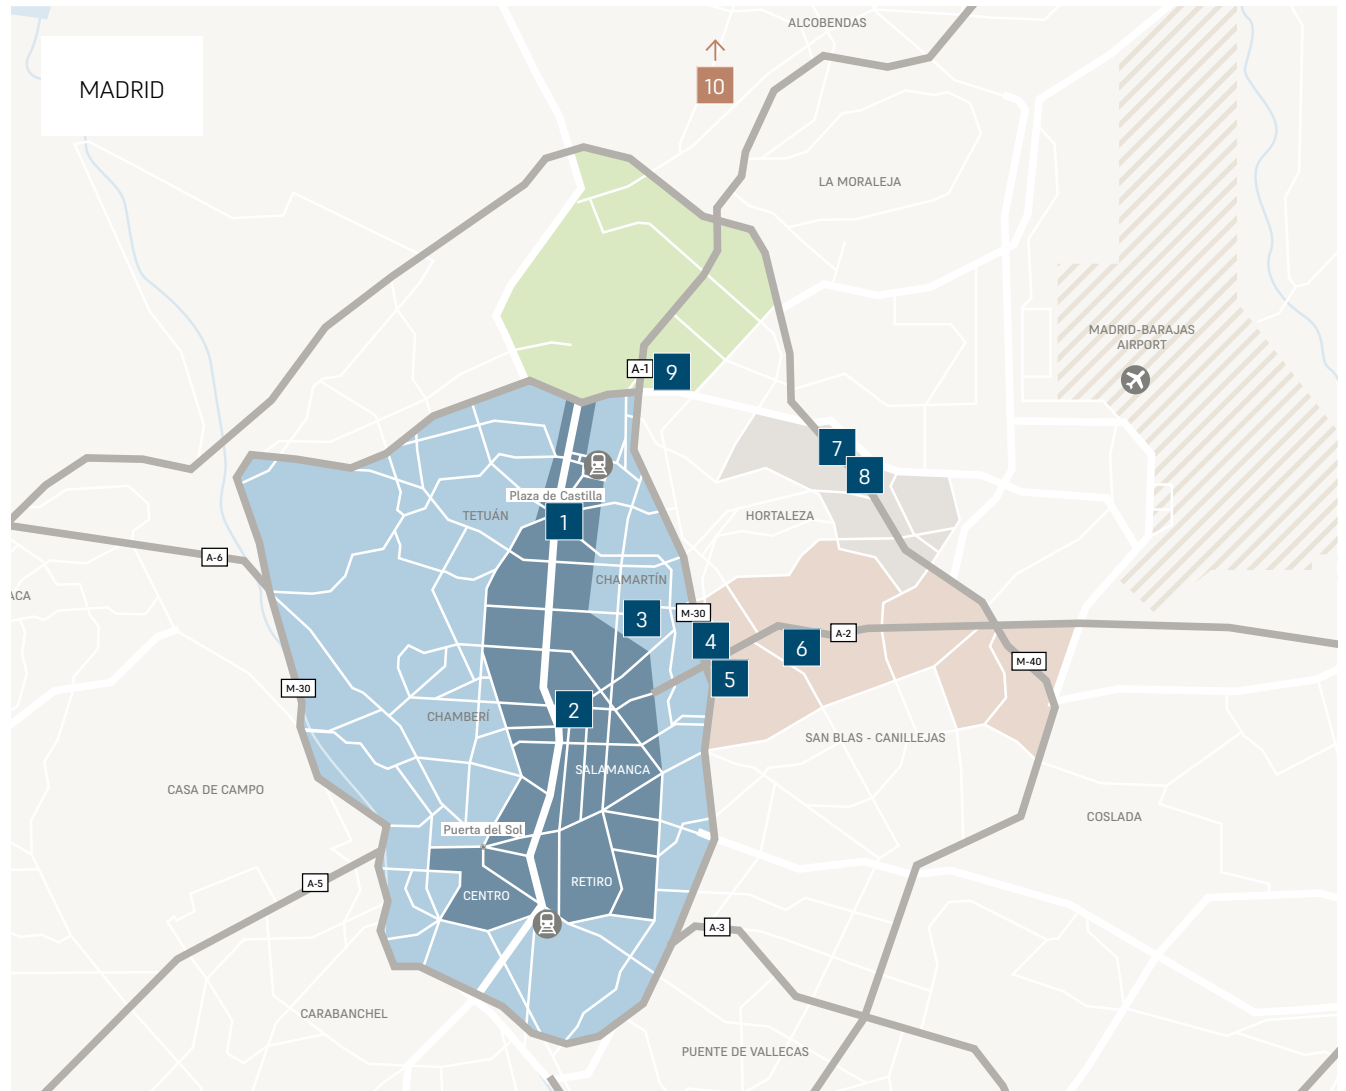 ALCOBENDAS
MADRID
10
LA MORALEJA
MADRID-BARAJAS
AIRPORT
A-1
9
7
8
Plaza de Castilla
TETUÁN
1
HORTALEZA
A-6
CHAMARTÍN
ACA
3
M-30
4
A-2
6
5
M-40
M-30
2
CHAMBERÍ
SAN BLAS - CANILLEJAS
SALAMANCA
CASA DE CAMPO
COSLADA
Puerta del Sol
A-5
RETIRO
CENTRO
A-3
CARABANCHEL
PUENTE DE VALLECAS